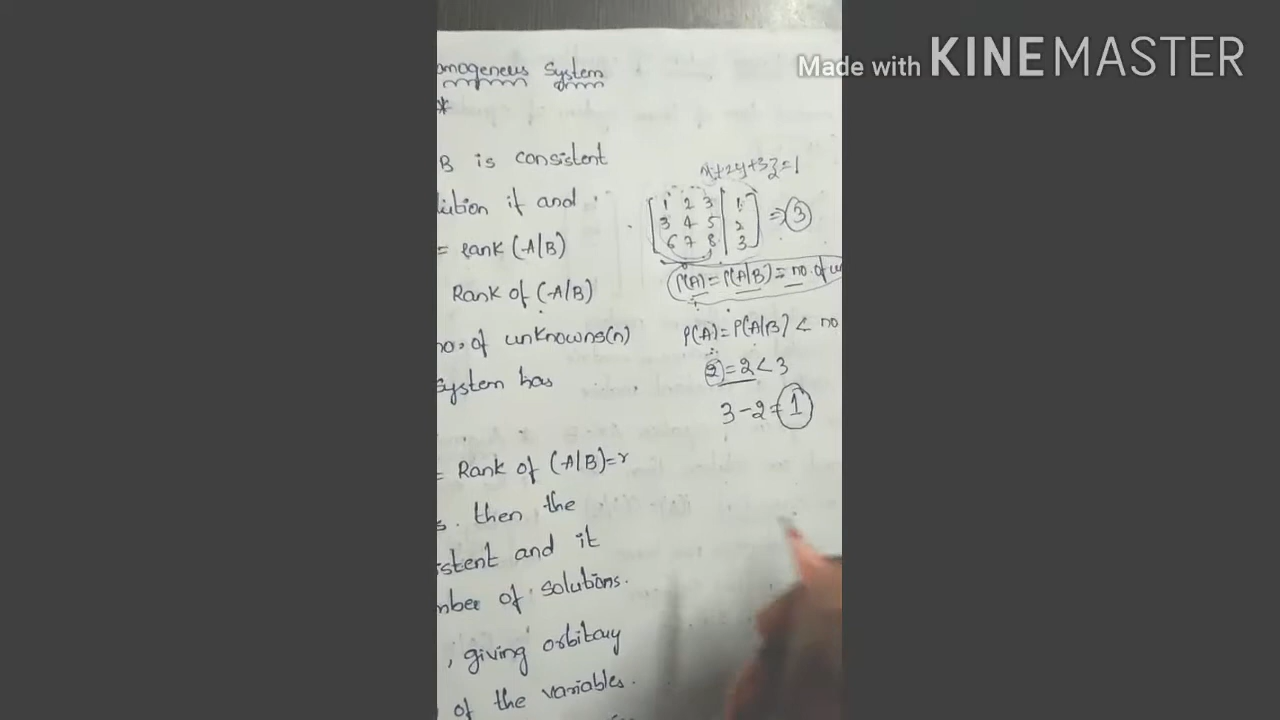 Made with KINEMASTER
omogeneus System
*
B is consistent
lution if and
= rank (A/B)
Rank of (A/B)
no. of unknowns(n)
system has
= Rank of (A/B)=r
s. then the
istent and it
mber of solutions.
, giving orbitary
of the variables.
x+2y+3z=1
1 2 3 | 1
3 4 5 | 2 ⇒ 3
6 7 8 | 3
ρ(A)=ρ(A/B)= no. of un
ρ(A)=ρ(A/B) < no
2=2<3
3-2=1